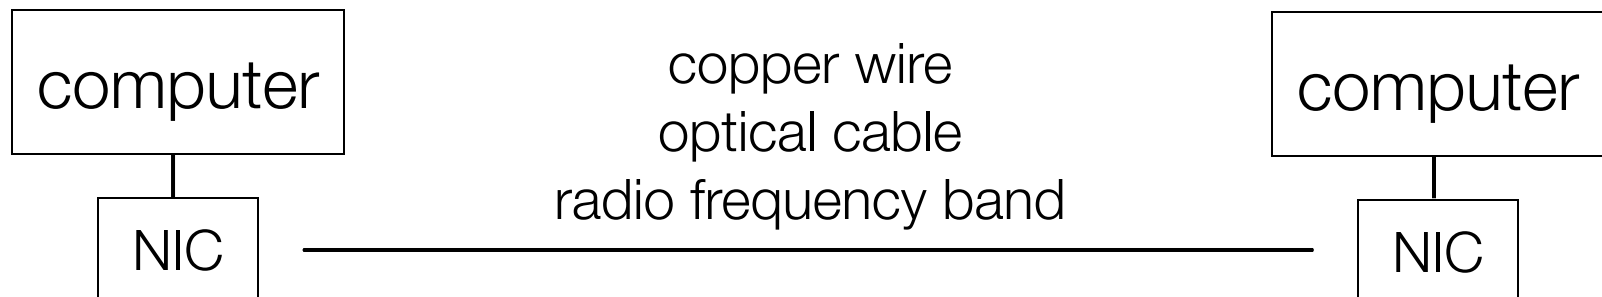 computer
copper wire
optical cable
radio frequency band
NIC
computer
NIC